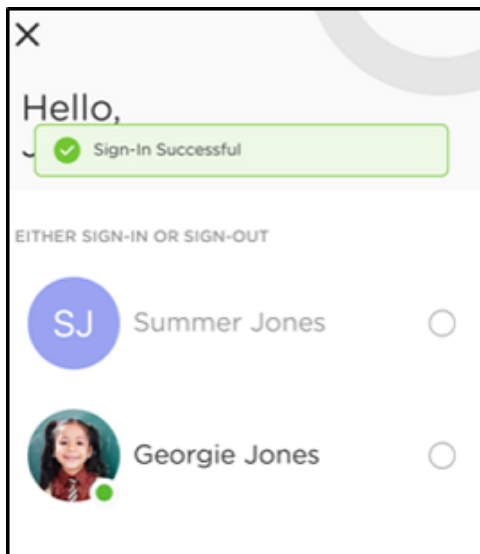 Hello,
Sign-In Successful
EITHER SIGN-IN OR SIGN-OUT
SJ
Summer Jones
Georgie Jones